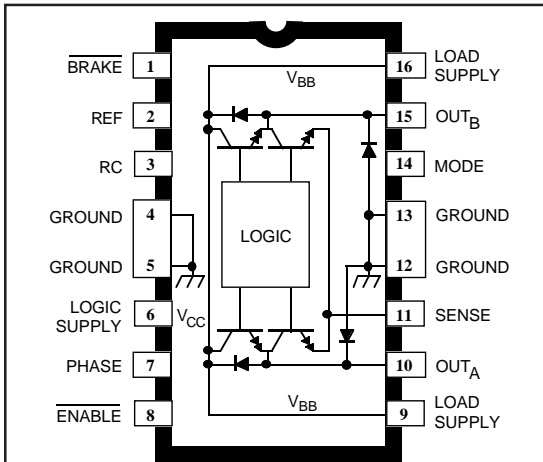 BRAKE 1
REF 2
RC 3
GROUND 4
GROUND 5
LOGIC
SUPPLY 6 VCC
PHASE 7
ENABLE 8
VBB
LOGIC
VBB
16 LOAD
SUPPLY
15 OUTB
14 MODE
13 GROUND
12 GROUND
11 SENSE
10 OUTA
9 LOAD
SUPPLY